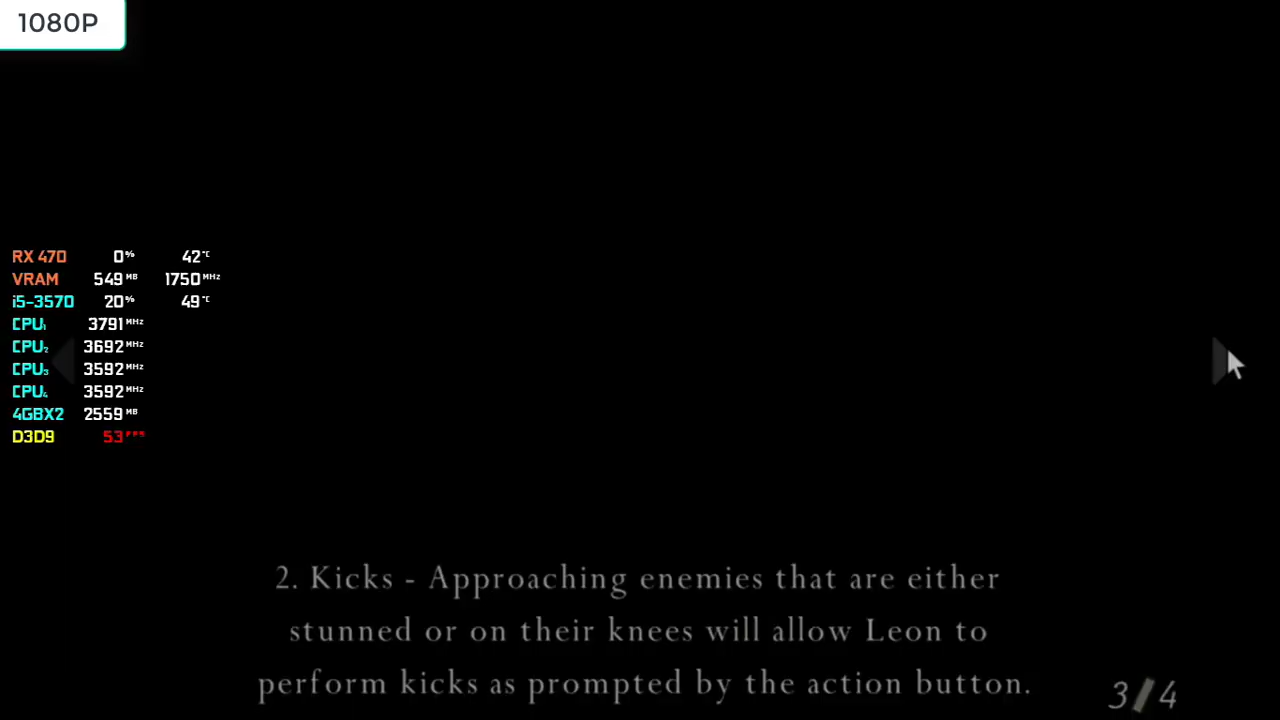 1080P
RX 470 0% 42°C
VRAM 549 MB 1750 MHz
i5-3570 20% 49°C
CPU1 3791 MHz
CPU2 3692 MHz
CPU3 3592 MHz
CPU4 3592 MHz
4GBX2 2559 MB
D3D9 53 FPS
2. Kicks - Approaching enemies that are either
stunned or on their knees will allow Leon to
perform kicks as prompted by the action button.
3/4